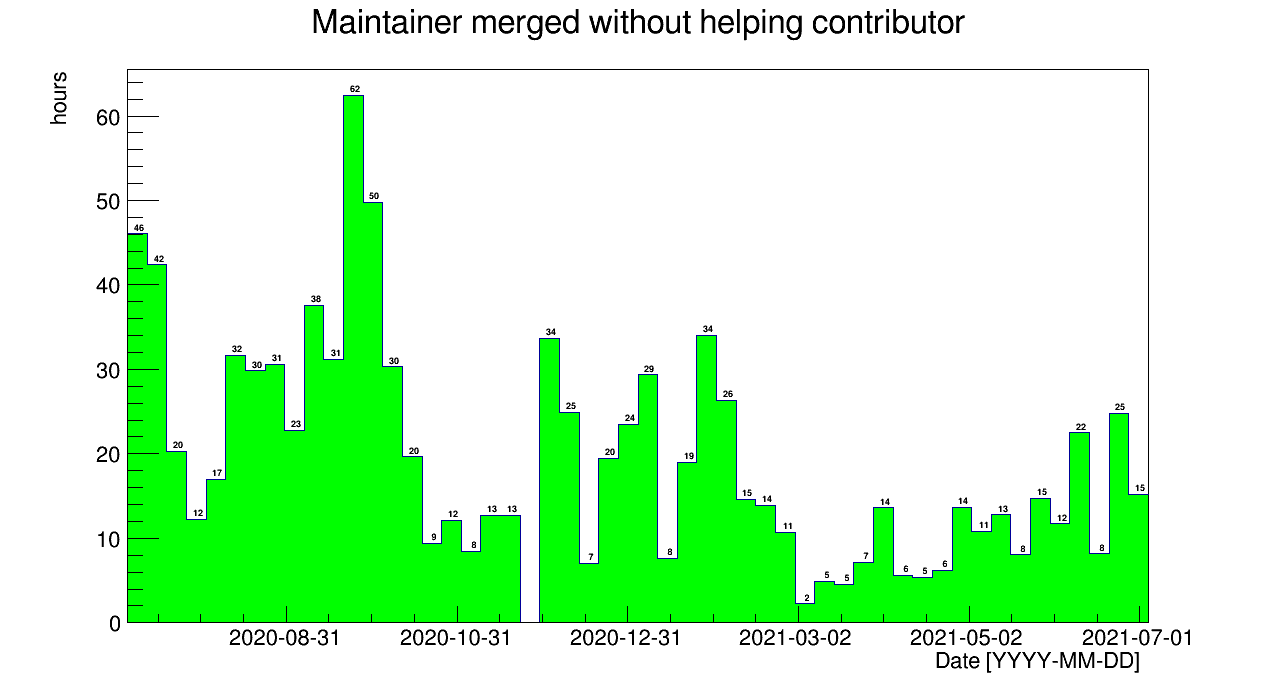 Maintainer merged without helping contributor
hours
60
50
40
30
20
10
0
46 42 20 12 17 32 30 31 23 38 31 62 50 30 20 9 12 8 13 13 34 25 7 20 24 29 8 19 34 26 15 14 11 2 5 5 7 14 6 5 6 14 11 13 8 15 12 22 8 25 15
2020-08-31 2020-10-31 2020-12-31 2021-03-02 2021-05-02 2021-07-01
Date [YYYY-MM-DD]